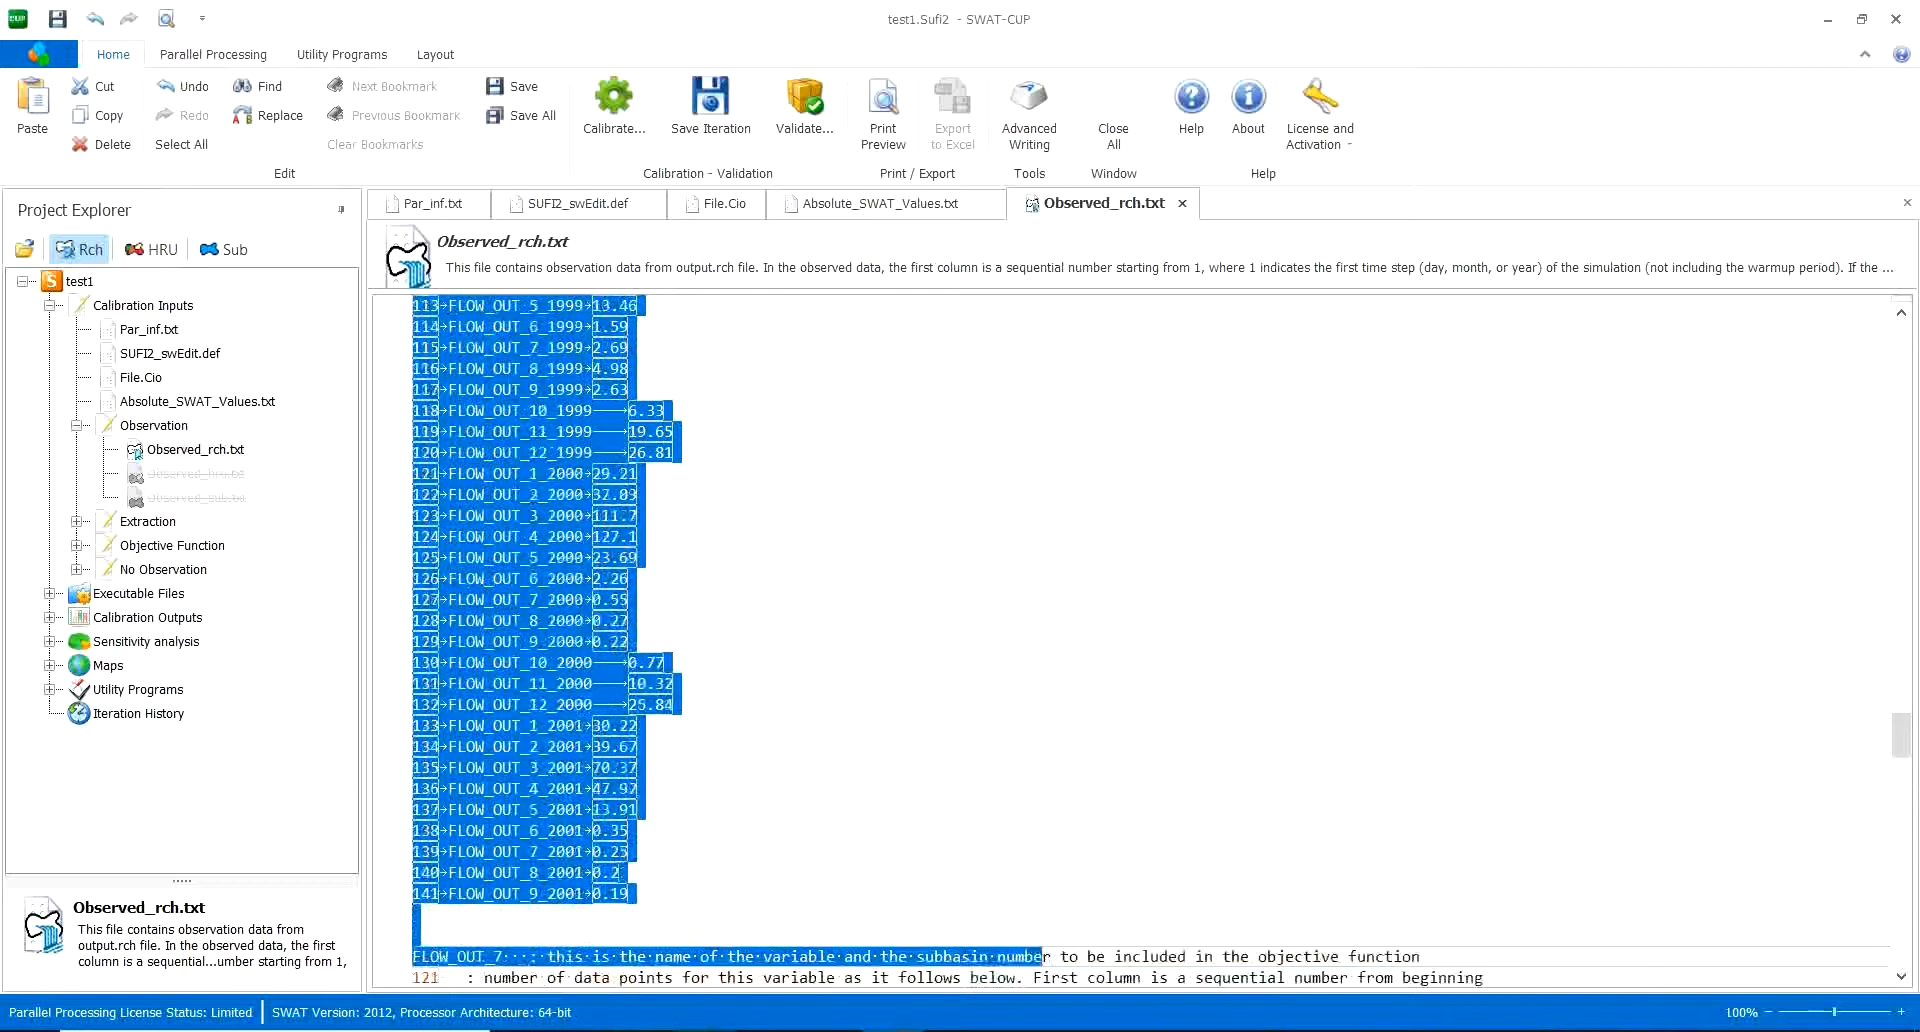 test1.Sufi2 - SWAT-CUP
Home Parallel Processing Utility Programs Layout
Paste
Cut
Copy
Delete
Undo
Redo
Select All
Find
Replace
Next Bookmark
Previous Bookmark
Clear Bookmarks
Save
Save All
Edit
Calibrate...
Save Iteration
Validate...
Calibration - Validation
Print Preview
Export to Excel
Print / Export
Advanced Writing
Tools
Close All
Window
Help
About
License and Activation
Help
Project Explorer
Rch HRU Sub
test1
Calibration Inputs
Par_inf.txt
SUFI2_swEdit.def
File.Cio
Absolute_SWAT_Values.txt
Observation
Observed_rch.txt
Observed_hru.txt
Observed_sub.txt
Extraction
Objective Function
No Observation
Executable Files
Calibration Outputs
Sensitivity analysis
Maps
Utility Programs
Iteration History
Observed_rch.txt
This file contains observation data from
output.rch file. In the observed data, the first
column is a sequential...umber starting from 1,
Par_inf.txt SUFI2_swEdit.def File.Cio Absolute_SWAT_Values.txt Observed_rch.txt
Observed_rch.txt
This file contains observation data from output.rch file. In the observed data, the first column is a sequential number starting from 1, where 1 indicates the first time step (day, month, or year) of the simulation (not including the warmup period). If the ...
113 FLOW_OUT_5_1999 13.46
114 FLOW_OUT_6_1999 1.59
115 FLOW_OUT_7_1999 2.69
116 FLOW_OUT_8_1999 4.98
117 FLOW_OUT_9_1999 2.63
118 FLOW_OUT_10_1999 6.33
119 FLOW_OUT_11_1999 19.65
120 FLOW_OUT_12_1999 26.81
121 FLOW_OUT_1_2000 29.21
122 FLOW_OUT_2_2000 37.89
123 FLOW_OUT_3_2000 111.7
124 FLOW_OUT_4_2000 127.1
125 FLOW_OUT_5_2000 23.69
126 FLOW_OUT_6_2000 2.26
127 FLOW_OUT_7_2000 0.55
128 FLOW_OUT_8_2000 0.27
129 FLOW_OUT_9_2000 0.22
130 FLOW_OUT_10_2000 0.77
131 FLOW_OUT_11_2000 10.32
132 FLOW_OUT_12_2000 25.84
133 FLOW_OUT_1_2001 30.22
134 FLOW_OUT_2_2001 39.67
135 FLOW_OUT_3_2001 70.37
136 FLOW_OUT_4_2001 47.97
137 FLOW_OUT_5_2001 13.91
138 FLOW_OUT_6_2001 0.35
139 FLOW_OUT_7_2001 0.25
140 FLOW_OUT_8_2001 0.2
141 FLOW_OUT_9_2001 0.19
FLOW_OUT_7 : this is the name of the variable and the subbasin number to be included in the objective function
121 : number of data points for this variable as it follows below. First column is a sequential number from beginning
Parallel Processing License Status: Limited SWAT Version: 2012, Processor Architecture: 64-bit 100%